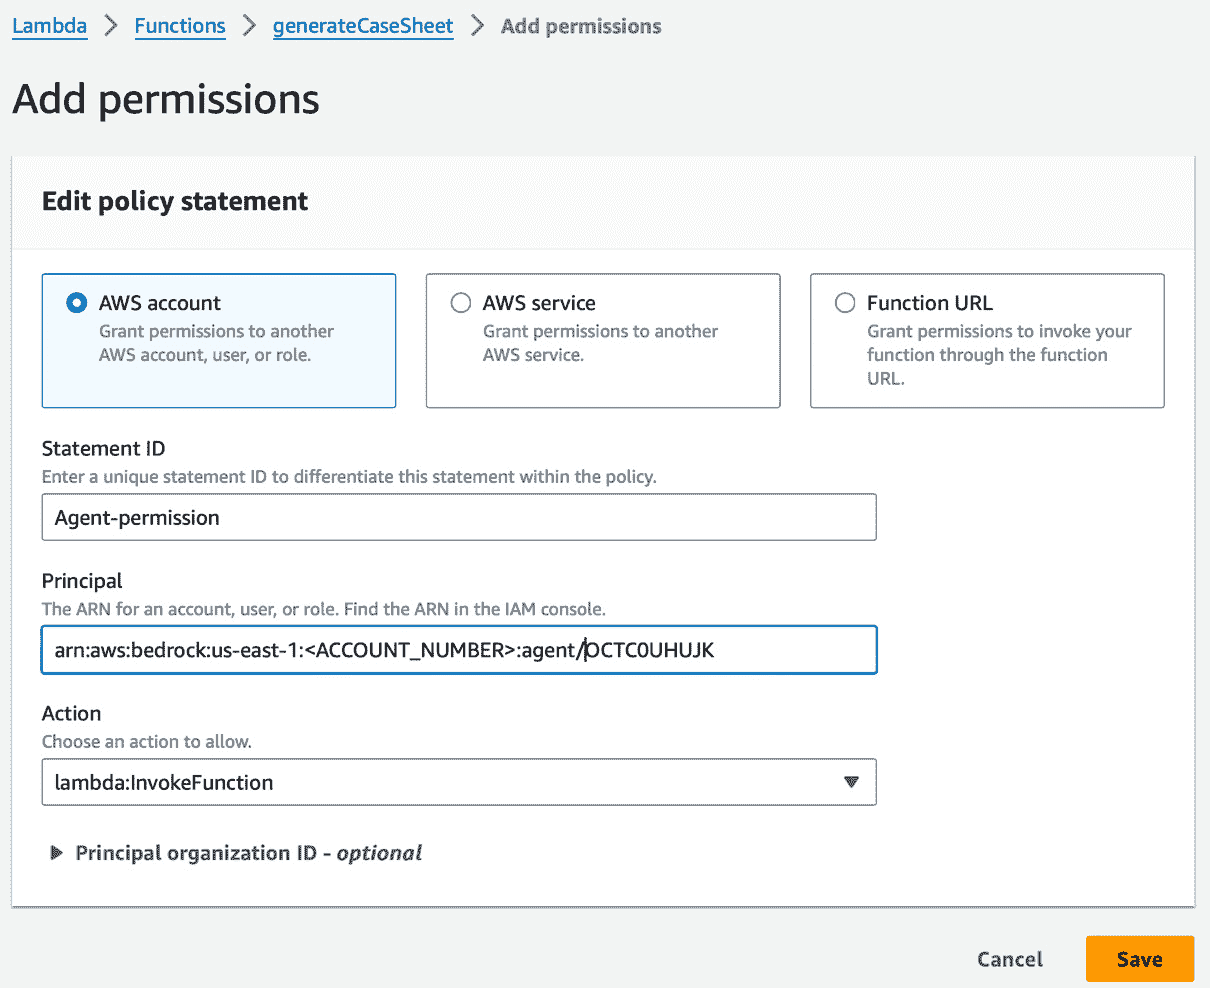 Lambda > Functions > generateCaseSheet > Add permissions
Add permissions
Edit policy statement
AWS account
Grant permissions to another
AWS account, user, or role.
AWS service
Grant permissions to another
AWS service.
Function URL
Grant permissions to invoke your
function through the function
URL.
Statement ID
Enter a unique statement ID to differentiate this statement within the policy.
Agent-permission
Principal
The ARN for an account, user, or role. Find the ARN in the IAM console.
arn:aws:bedrock:us-east-1:<ACCOUNT_NUMBER>:agent/OCTC0UHUJK
Action
Choose an action to allow.
lambda:InvokeFunction
Principal organization ID - optional
Cancel
Save